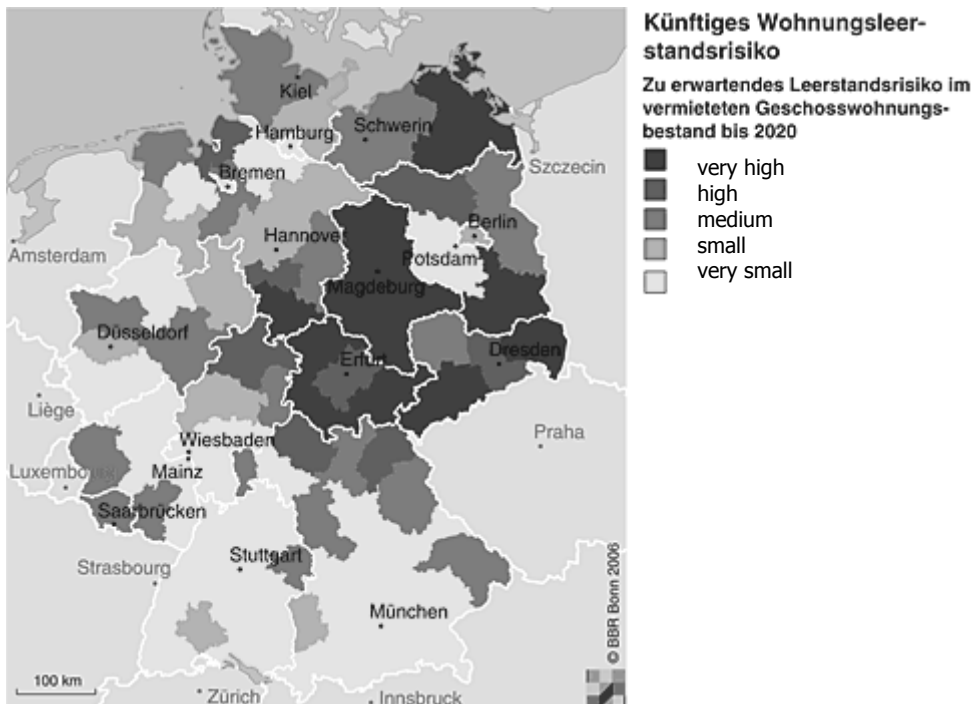 Künftiges Wohnungsleer-
standsrisiko
Zu erwartendes Leerstandsrisiko im
vermieteten Geschosswohnungs-
bestand bis 2020
very high
high
medium
small
very small
Kiel
Hamburg
Schwerin
Szczecin
Bremen
Berlin
Amsterdam
Hannove
Potsdam
Magdeburg
Düsseldorf
Erfurt
Dresden
Liège
Praha
Wiesbaden
Luxembourg
Mainz
Saarbrücken
Strasbourg
Stuttgart
München
100 km
Zürich
Innsbruck
© BBR Bonn 2006